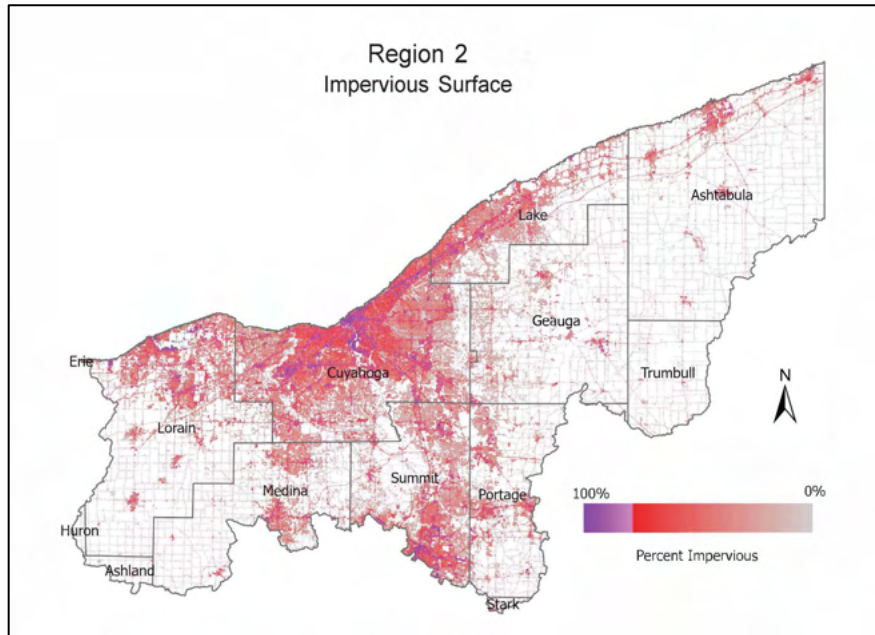 Region 2
Impervious Surface
Ashtabula
Lake
Geauga
Erie
Cuyahoga
Trumbull
N
Lorain
Summit
Medina
Portage
100%
0%
Huron
Percent Impervious
Ashland
Stark